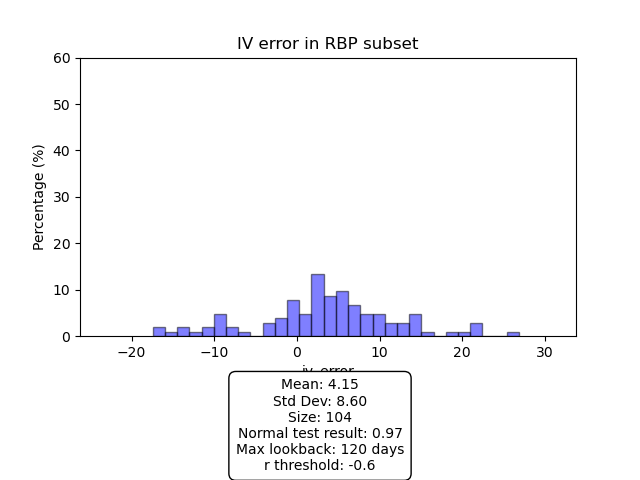 IV error in RBP subset
60
50
40
30
20
10
0
Percentage (%)
−20
−10
0
10
20
30
iv_error
Mean: 4.15
Std Dev: 8.60
Size: 104
Normal test result: 0.97
Max lookback: 120 days
r threshold: -0.6